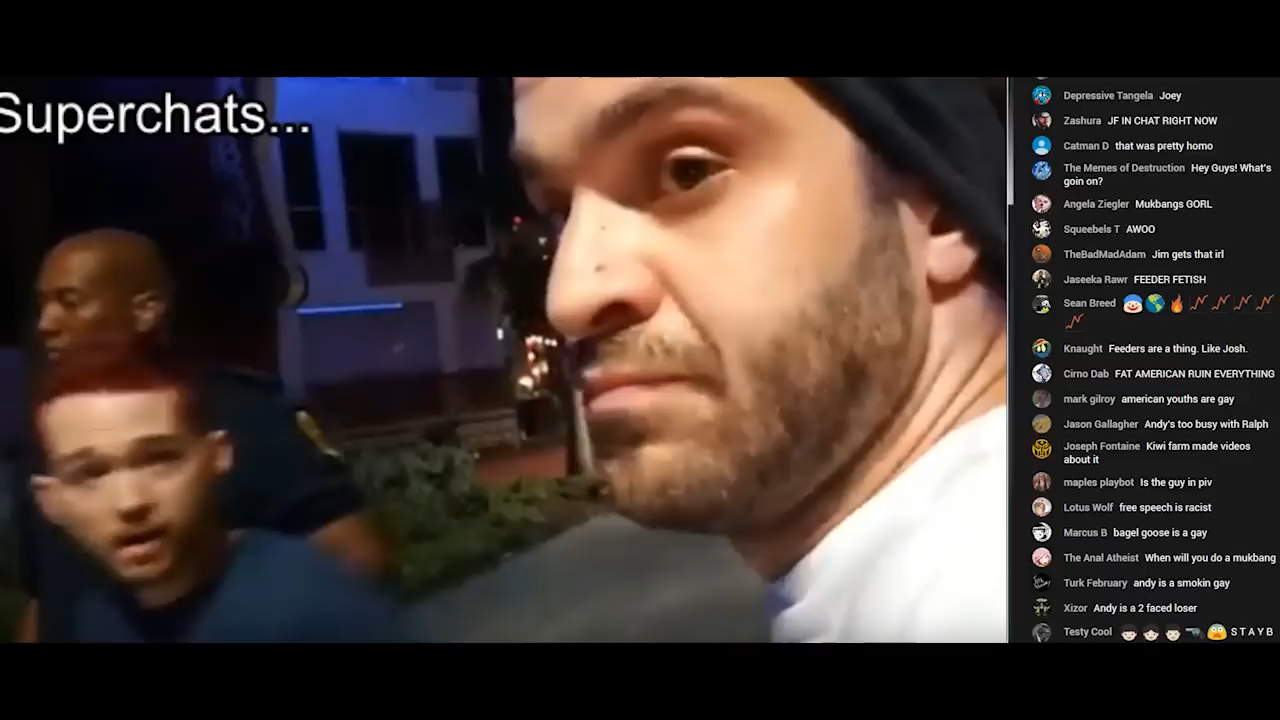 Superchats...
Depressive Tangela Joey
Zashura JF IN CHAT RIGHT NOW
Catman D that was pretty homo
The Memes of Destruction Hey Guys! What's
goin on?
Angela Ziegler Mukbangs GORL
Squeebels T AWOO
TheBadMadAdam Jim gets that irl
Jaseeka Rawr FEEDER FETISH
Sean Breed 🤡 🌎 🔥 📈 📈 📈 📈
📈
Knaught Feeders are a thing. Like Josh.
Cirno Dab FAT AMERICAN RUIN EVERYTHING
mark gilroy american youths are gay
Jason Gallagher Andy's too busy with Ralph
Joseph Fontaine Kiwi farm made videos
about it
maples playbot Is the guy in piv
Lotus Wolf free speech is racist
Marcus B bagel goose is a gay
The Anal Atheist When will you do a mukbang
Turk February andy is a smokin gay
Xizor Andy is a 2 faced loser
Testy Cool S T A Y B